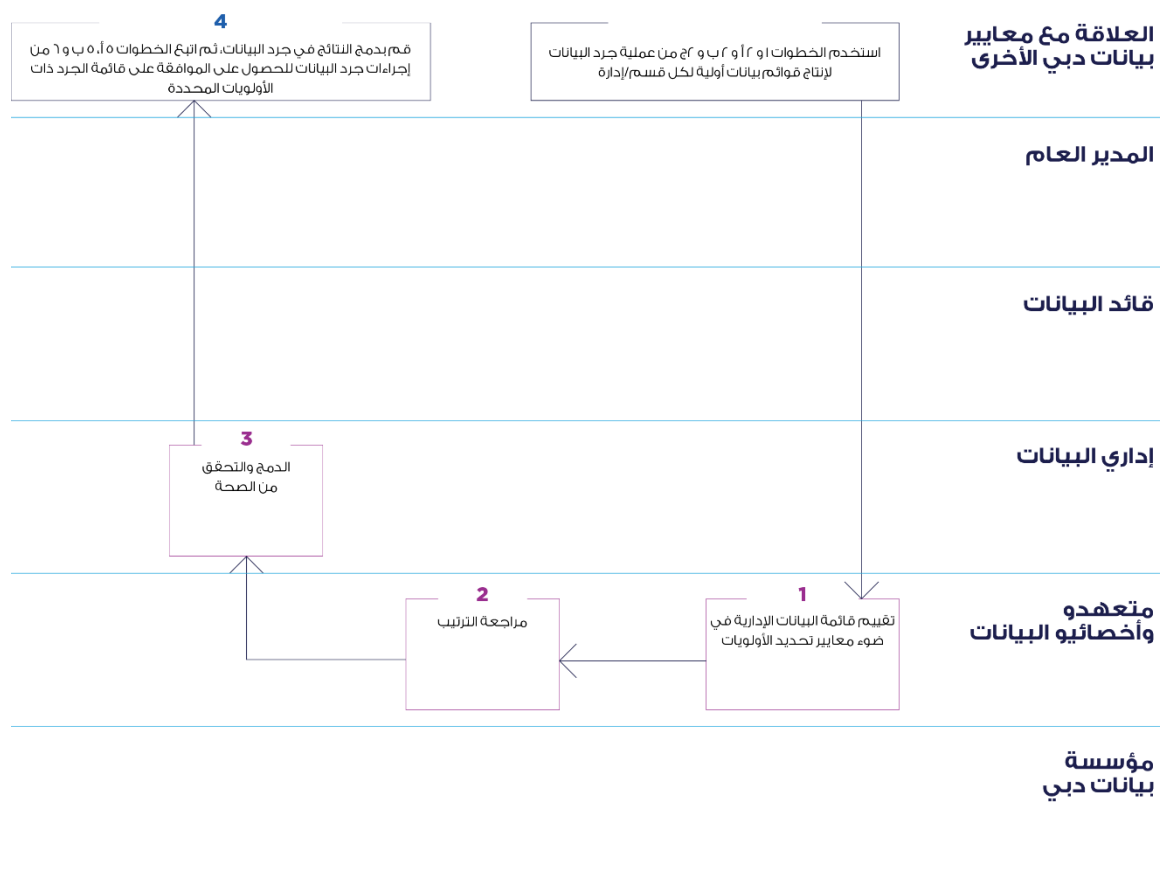 العلاقة مع معايير
بيانات دبي الأخرى
استخدم الخطوات ١ و ٢أ و ٢ ب و ٢ج من عملية جرد البيانات
لإنتاج قوائم بيانات أولية لكل قسم/إدارة
4
قم بدمج النتائج في جرد البيانات، ثم اتبع الخطوات ٥ أ، ٥ ب و ٦ من
إجراءات جرد البيانات للحصول على الموافقة على قائمة الجرد ذات
الأولويات المحددة
المدير العام
قائد البيانات
إداري البيانات
3
الدمج والتحقق
من الصحة
متعهدو
وأخصائيو البيانات
1
تقييم قائمة البيانات الإدارية في
ضوء معايير تحديد الأولويات
2
مراجعة الترتيب
مؤسسة
بيانات دبي